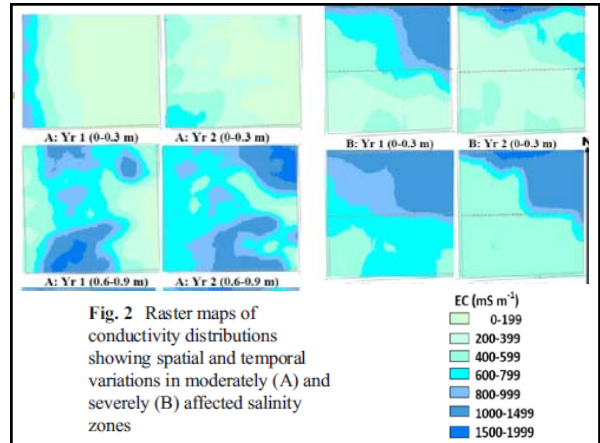 A: Yr 1 (0-0.3 m) A: Yr 2 (0-0.3 m) B: Yr 1 (0-0.3 m) B: Yr 2 (0-0.3 m)
A: Yr 1 (0.6-0.9 m) A: Yr 2 (0.6-0.9 m)
Fig. 2 Raster maps of
conductivity distributions
showing spatial and temporal
variations in moderately (A) and
severely (B) affected salinity
zones
EC (mS m⁻¹)
0-199
200-399
400-599
600-799
800-999
1000-1499
1500-1999